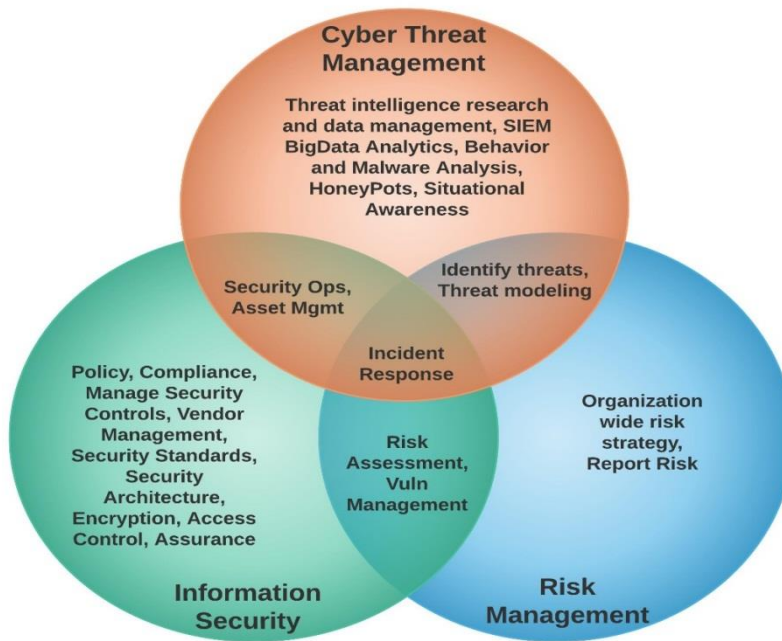 Cyber Threat
Management
Threat intelligence research
and data management, SIEM
BigData Analytics, Behavior
and Malware Analysis,
HoneyPots, Situational
Awareness
Security Ops,
Asset Mgmt
Identify threats,
Threat modeling
Incident
Response
Policy, Compliance,
Manage Security
Controls, Vendor
Management,
Security Standards,
Security
Architecture,
Encryption, Access
Control, Assurance
Risk
Assessment,
Vuln
Management
Organization
wide risk
strategy,
Report Risk
Information
Security
Risk
Management